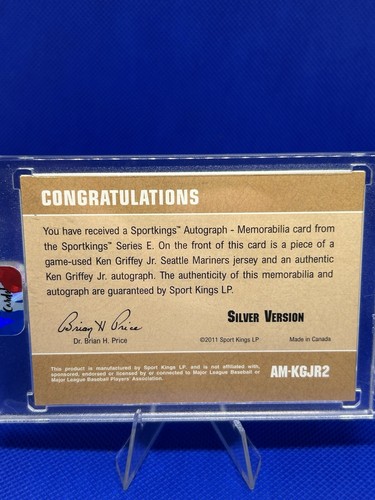 CONGRATULATIONS
You have received a Sportkings™ Autograph - Memorabilia card from
the Sportkings™ Series E. On the front of this card is a piece of
game-used Ken Griffey Jr. Seattle Mariners jersey and an authentic
Ken Griffey Jr. autograph. The authenticity of this memorabilia and
autograph are guaranteed by Sport Kings LP.
Brian H Price
SILVER VERSION
Dr. Brian H. Price
©2011 Sport Kings LP
Made in Canada
This product is manufactured by Sport Kings LP. and is not affiliated with,
sponsored, endorsed or licensed by or connected to Major League Baseball or
Major League Baseball Players' Association.
AM-KGJR2